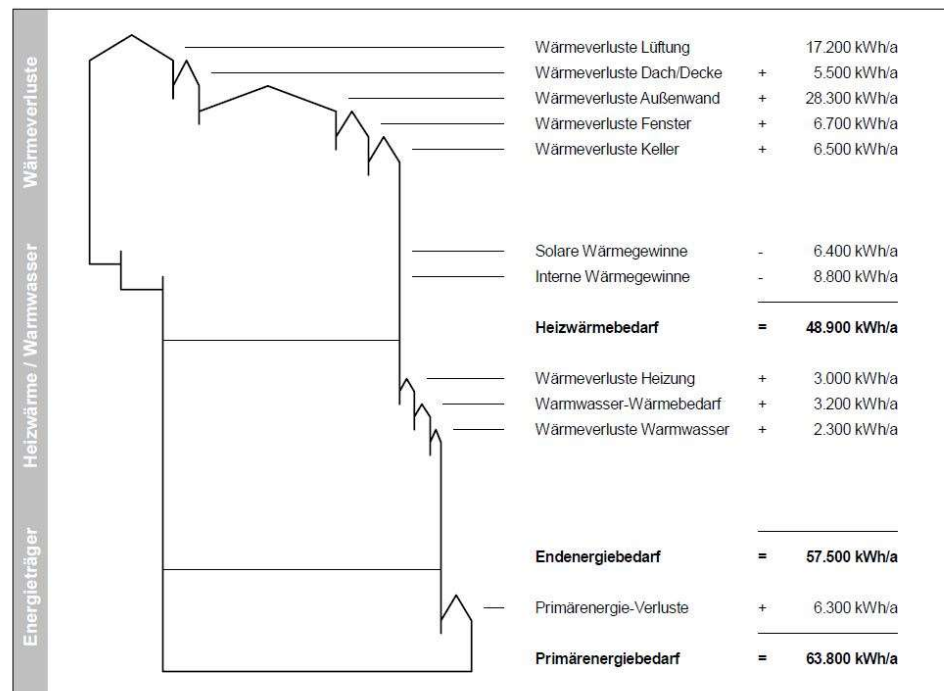 Wärmeverluste
Wärmeverluste Lüftung 17.200 kWh/a
Wärmeverluste Dach/Decke + 5.500 kWh/a
Wärmeverluste Außenwand + 28.300 kWh/a
Wärmeverluste Fenster + 6.700 kWh/a
Wärmeverluste Keller + 6.500 kWh/a
Heizwärme / Warmwasser
Solare Wärmegewinne - 6.400 kWh/a
Interne Wärmegewinne - 8.800 kWh/a
Heizwärmebedarf = 48.900 kWh/a
Wärmeverluste Heizung + 3.000 kWh/a
Warmwasser-Wärmebedarf + 3.200 kWh/a
Wärmeverluste Warmwasser + 2.300 kWh/a
Energieträger
Endenergiebedarf = 57.500 kWh/a
Primärenergie-Verluste + 6.300 kWh/a
Primärenergiebedarf = 63.800 kWh/a